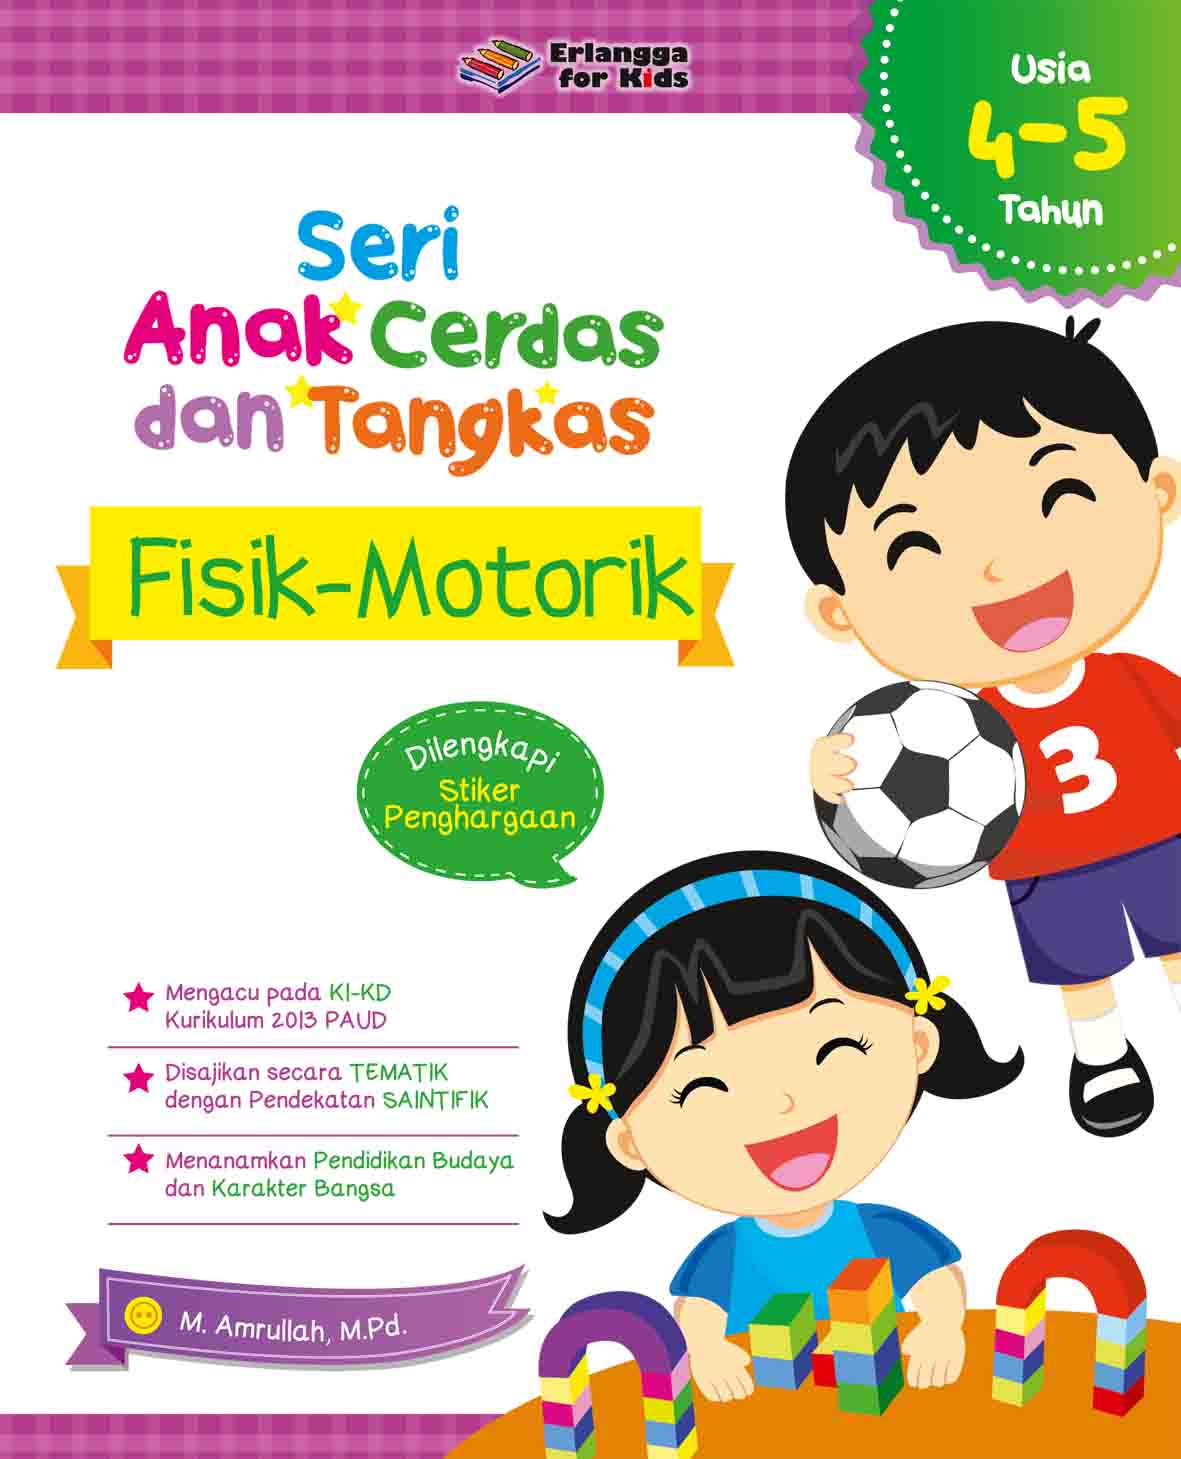 Erlangga
for Kids
Usia
4-5
Tahun
Seri
Anak Cerdas
dan Tangkas
Fisik-Motorik
Dilengkapi
Stiker
Penghargaan
3
Mengacu pada KI-KD
Kurikulum 2013 PAUD
Disajikan secara TEMATIK
dengan Pendekatan SAINTIFIK
Menanamkan Pendidikan Budaya
dan Karakter Bangsa
M. Amrullah, M.Pd.